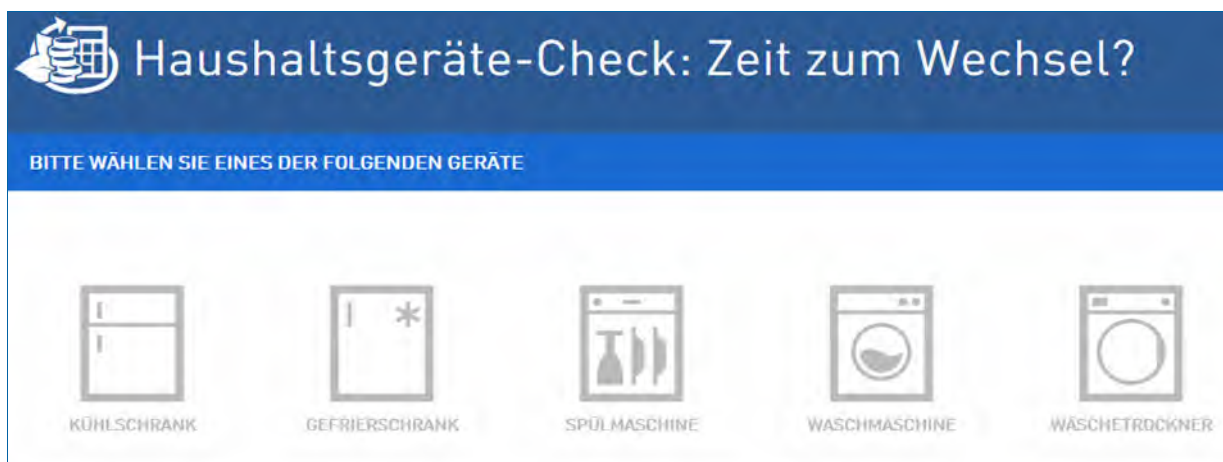 Haushaltsgeräte-Check: Zeit zum Wechsel?
BITTE WÄHLEN SIE EINES DER FOLGENDEN GERÄTE
KÜHLSCHRANK GEFRIERSCHRANK SPÜLMASCHINE WASCHMASCHINE WÄSCHETROCKNER